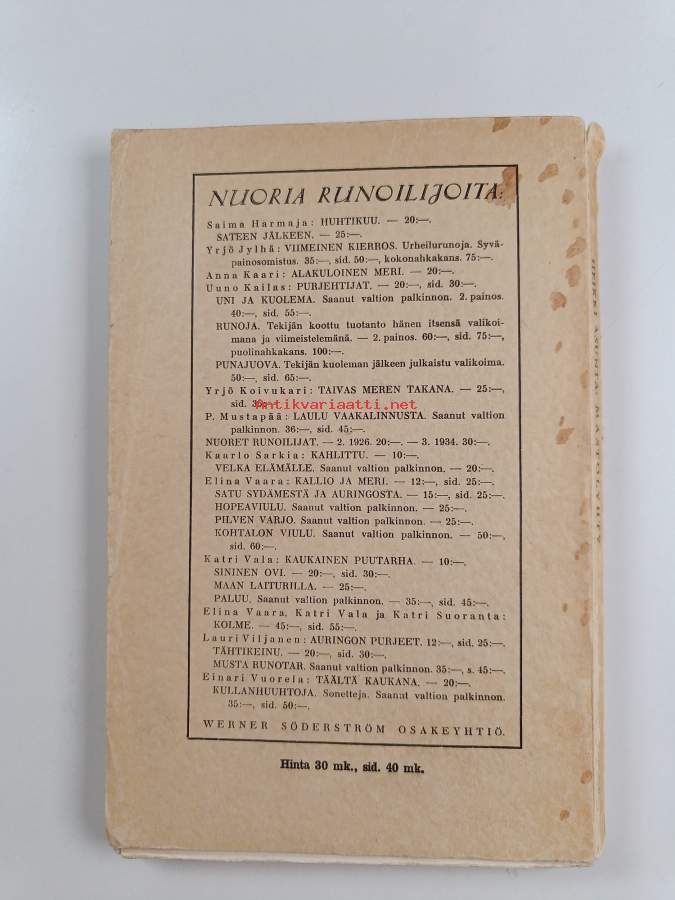 NUORIA RUNOILIJOITA:
Saima Harmaja: HUHTIKUU. — 20:—.
SATEEN JÄLKEEN. — 25:—.
Yrjö Jylhä: VIIMEINEN KIERROS. Urheilurunoja. Syvä-
painosomistus. 35:—, sid. 50:—, kokonahkakans. 75:—.
Anna Kaari: ALAKULOINEN MERI. — 20:—.
Uuno Kailas: PURJEHTIJAT. — 20:—, sid. 30:—.
UNI JA KUOLEMA. Saanut valtion palkinnon. 2. painos.
40:—, sid. 55:—.
RUNOJA. Tekijän koottu tuotanto hänen itsensä valikoi-
mana ja viimeistelemänä. — 2. painos. 60:—, sid. 75:—,
puolinahkakans. 100:—.
PUNAJUOVA. Tekijän kuoleman jälkeen julkaistu valikoima.
50:—, sid. 65:—.
Yrjö Koivukari: TAIVAS MEREN TAKANA. — 25:—,
sid. 35:—.
Antikvariaatti.net
P. Mustapää: LAULU VAAKALINNUSTA. Saanut valtion
palkinnon. 36:—, sid. 45:—.
NUORET RUNOILIJAT. — 2. 1926. 20:—. — 3. 1934. 30:—.
Kaarlo Sarkia: KAHLITTU. — 10:—.
VELKA ELÄMÄLLE. Saanut valtion palkinnon. — 20:—.
Elina Vaara: KALLIO JA MERI. — 12:—, sid. 25:—.
SATU SYDÄMESTÄ JA AURINGOSTA. — 15:—, sid. 25:—.
HOPEAVIULU. Saanut valtion palkinnon. — 25:—.
PILVEN VARJO. Saanut valtion palkinnon. — 25:—.
KOHTALON VIULU. Saanut valtion palkinnon. — 50:—,
sid. 60:—.
Katri Vala: KAUKAINEN PUUTARHA. — 10:—.
SININEN OVI. — 20:—, sid. 30:—.
MAAN LAITURILLA. — 25:—.
PALUU. Saanut valtion palkinnon. — 35:—, sid. 45:—.
Elina Vaara, Katri Vala ja Katri Suoranta:
KOLME. — 45:—, sid. 55:—.
Lauri Viljanen: AURINGON PURJEET. 12:—, sid. 25:—.
TÄHTIKEINU. — 20:—, sid. 30:—.
MUSTA RUNOTAR. Saanut valtion palkinnon. 35:—, s. 45:—.
Einari Vuorela: TÄÄLTÄ KAUKANA. — 20:—.
KULLANHUUHTOJA. Sonetteja. Saanut valtion palkinnon.
35:—, sid. 50:—.
WERNER SÖDERSTRÖM OSAKEYHTIÖ.
Hinta 30 mk., sid. 40 mk.
HEIKKI ASUNTA: